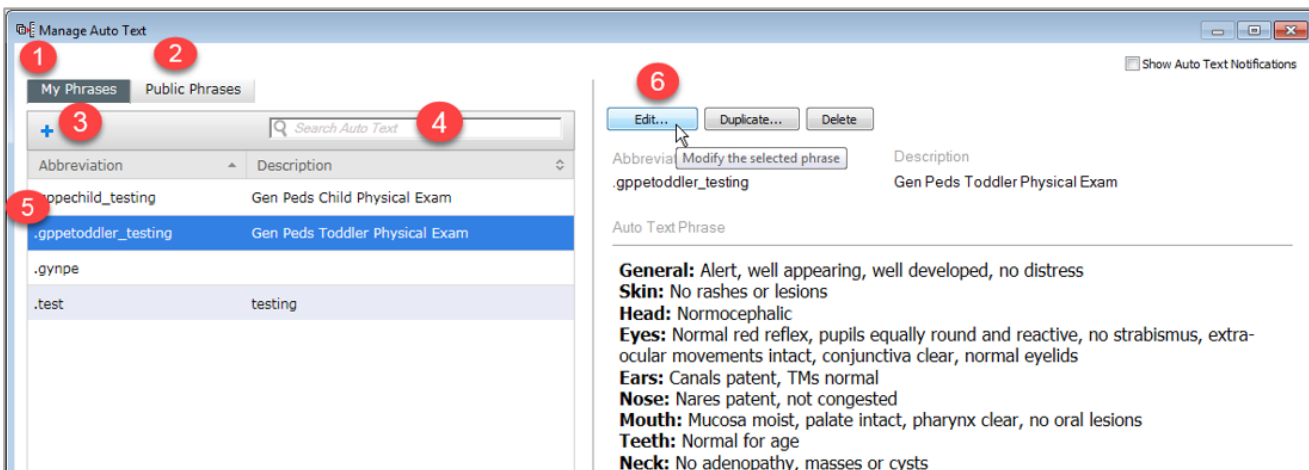 Manage Auto Text
1
2
Show Auto Text Notifications
My Phrases Public Phrases
6
3
Search Auto Text 4
Edit... Duplicate... Delete
Abbreviation Description
Modify the selected phrase
Abbrevia Description
.gppetoddler_testing Gen Peds Toddler Physical Exam
5
ppechild_testing Gen Peds Child Physical Exam
.gppetoddler_testing Gen Peds Toddler Physical Exam
.gynpe
.test testing
Auto Text Phrase
General: Alert, well appearing, well developed, no distress
Skin: No rashes or lesions
Head: Normocephalic
Eyes: Normal red reflex, pupils equally round and reactive, no strabismus, extra-
ocular movements intact, conjunctiva clear, normal eyelids
Ears: Canals patent, TMs normal
Nose: Nares patent, not congested
Mouth: Mucosa moist, palate intact, pharynx clear, no oral lesions
Teeth: Normal for age
Neck: No adenopathy, masses or cysts